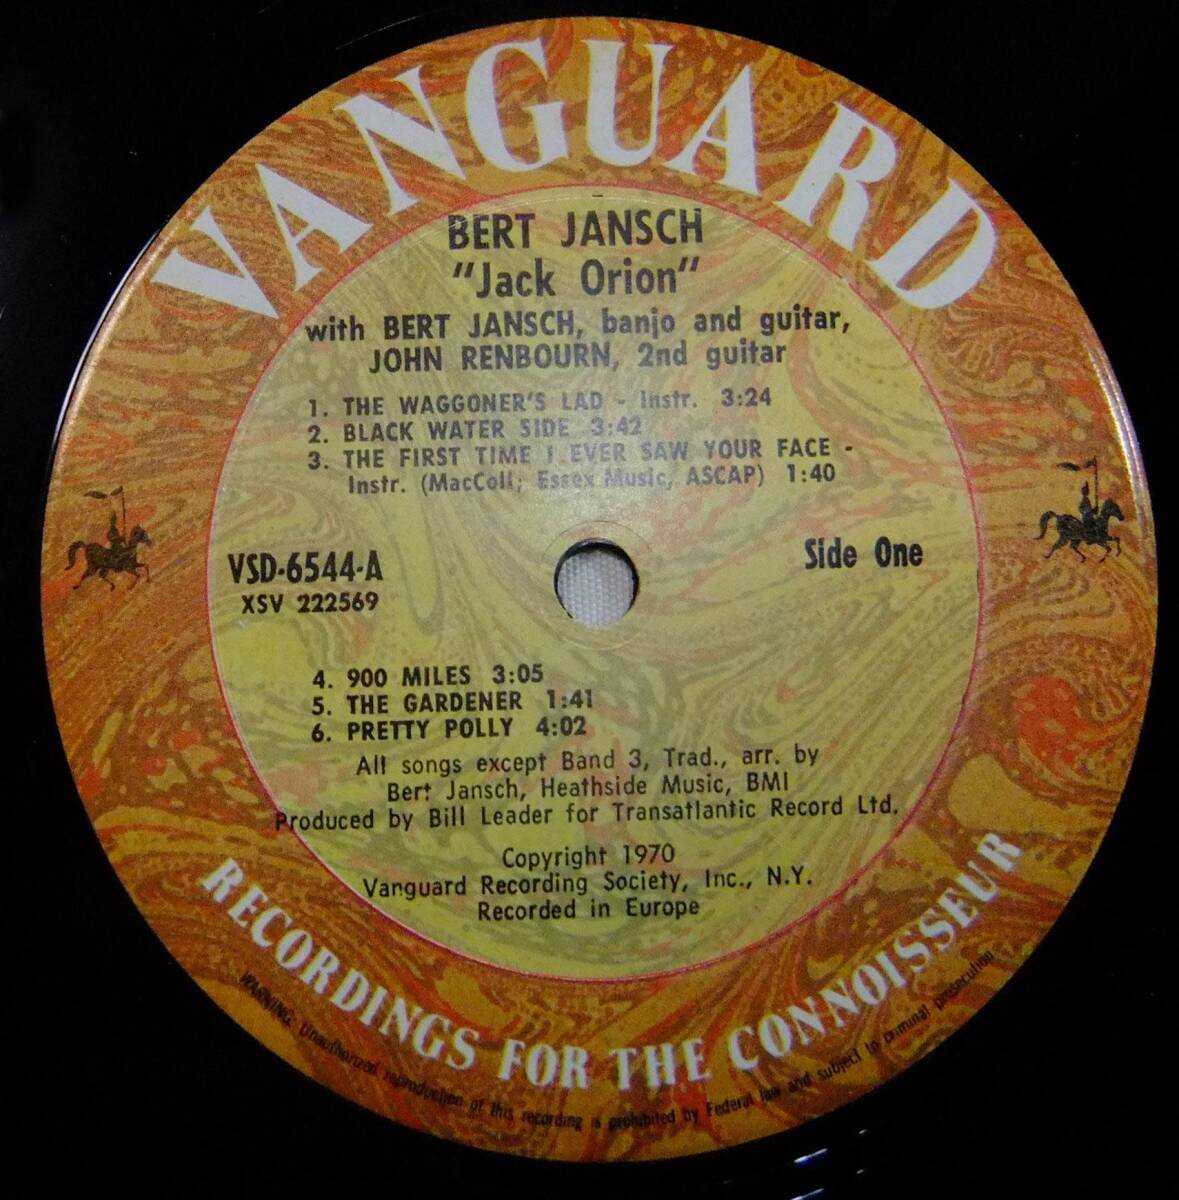 VANGUARD
BERT JANSCH
"Jack Orion"
with BERT JANSCH, banjo and guitar,
JOHN RENBOURN, 2nd guitar
1. THE WAGGONER'S LAD - Instr. 3:24
2. BLACK WATER SIDE 3:42
3. THE FIRST TIME I EVER SAW YOUR FACE -
Instr. (MacColl; Essex Music, ASCAP) 1:40
VSD-6544-A
XSV 222569
Side One
4. 900 MILES 3:05
5. THE GARDENER 1:41
6. PRETTY POLLY 4:02
All songs except Band 3, Trad., arr. by
Bert Jansch, Heathside Music, BMI
Produced by Bill Leader for Transatlantic Record Ltd.
Copyright 1970
Vanguard Recording Society, Inc., N.Y.
Recorded in Europe
RECORDINGS FOR THE CONNOISSEUR
WARNING: Unauthorized reproduction of this recording is prohibited by Federal law and subject to criminal prosecution